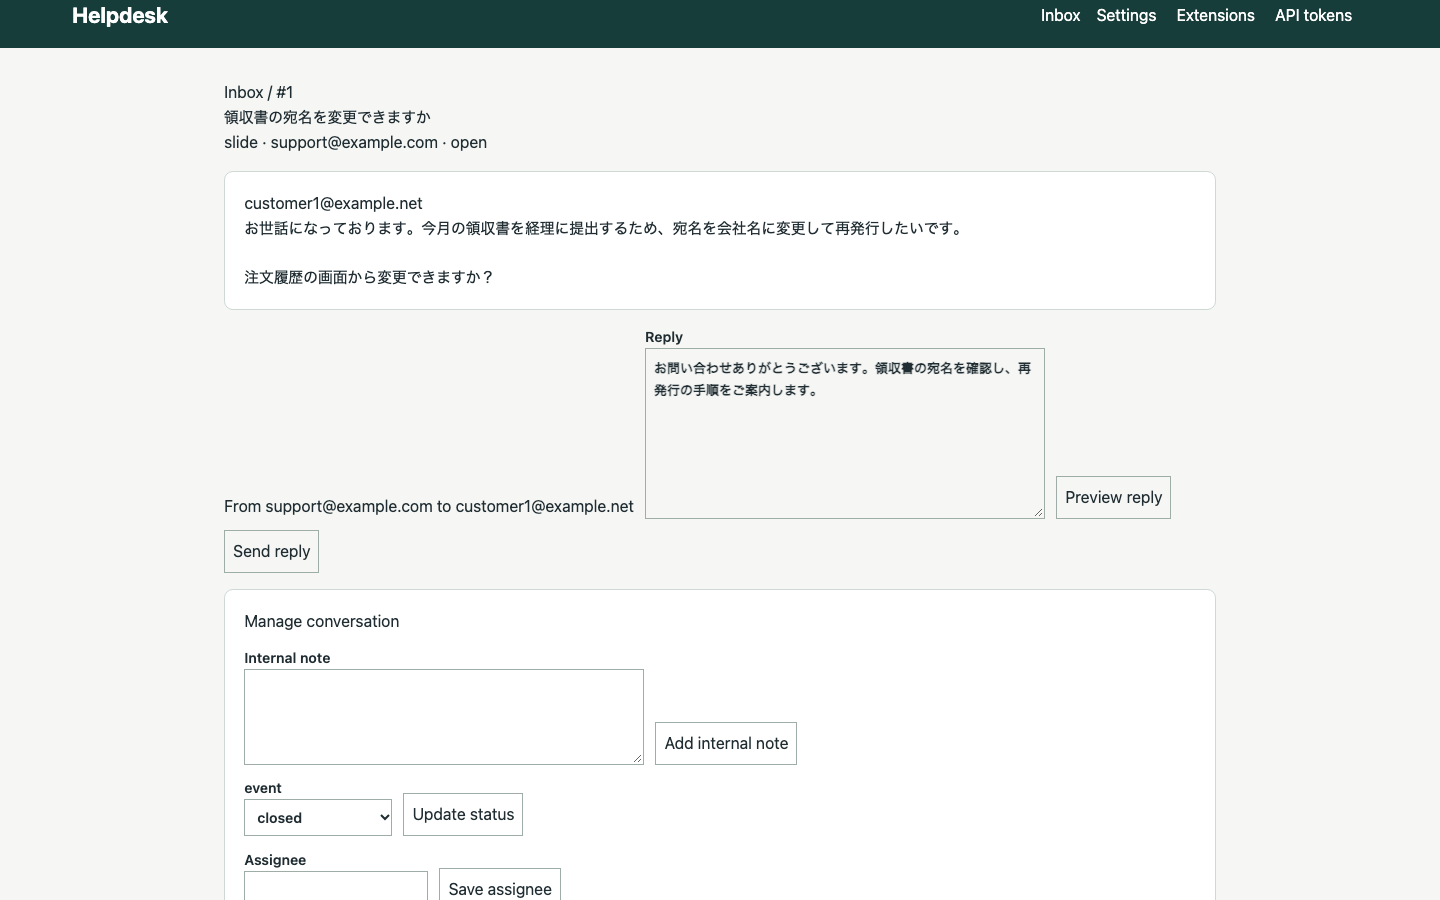 Helpdesk
Inbox Settings Extensions API tokens
Inbox / #1
領収書の宛名を変更できますか
slide · support@example.com · open
customer1@example.net
お世話になっております。今月の領収書を経理に提出するため、宛名を会社名に変更して再発行したいです。
注文履歴の画面から変更できますか？
Reply
お問い合わせありがとうございます。領収書の宛名を確認し、再
発行の手順をご案内します。
From support@example.com to customer1@example.net
Preview reply
Send reply
Manage conversation
Internal note
Add internal note
event
closed
Update status
Assignee
Save assignee